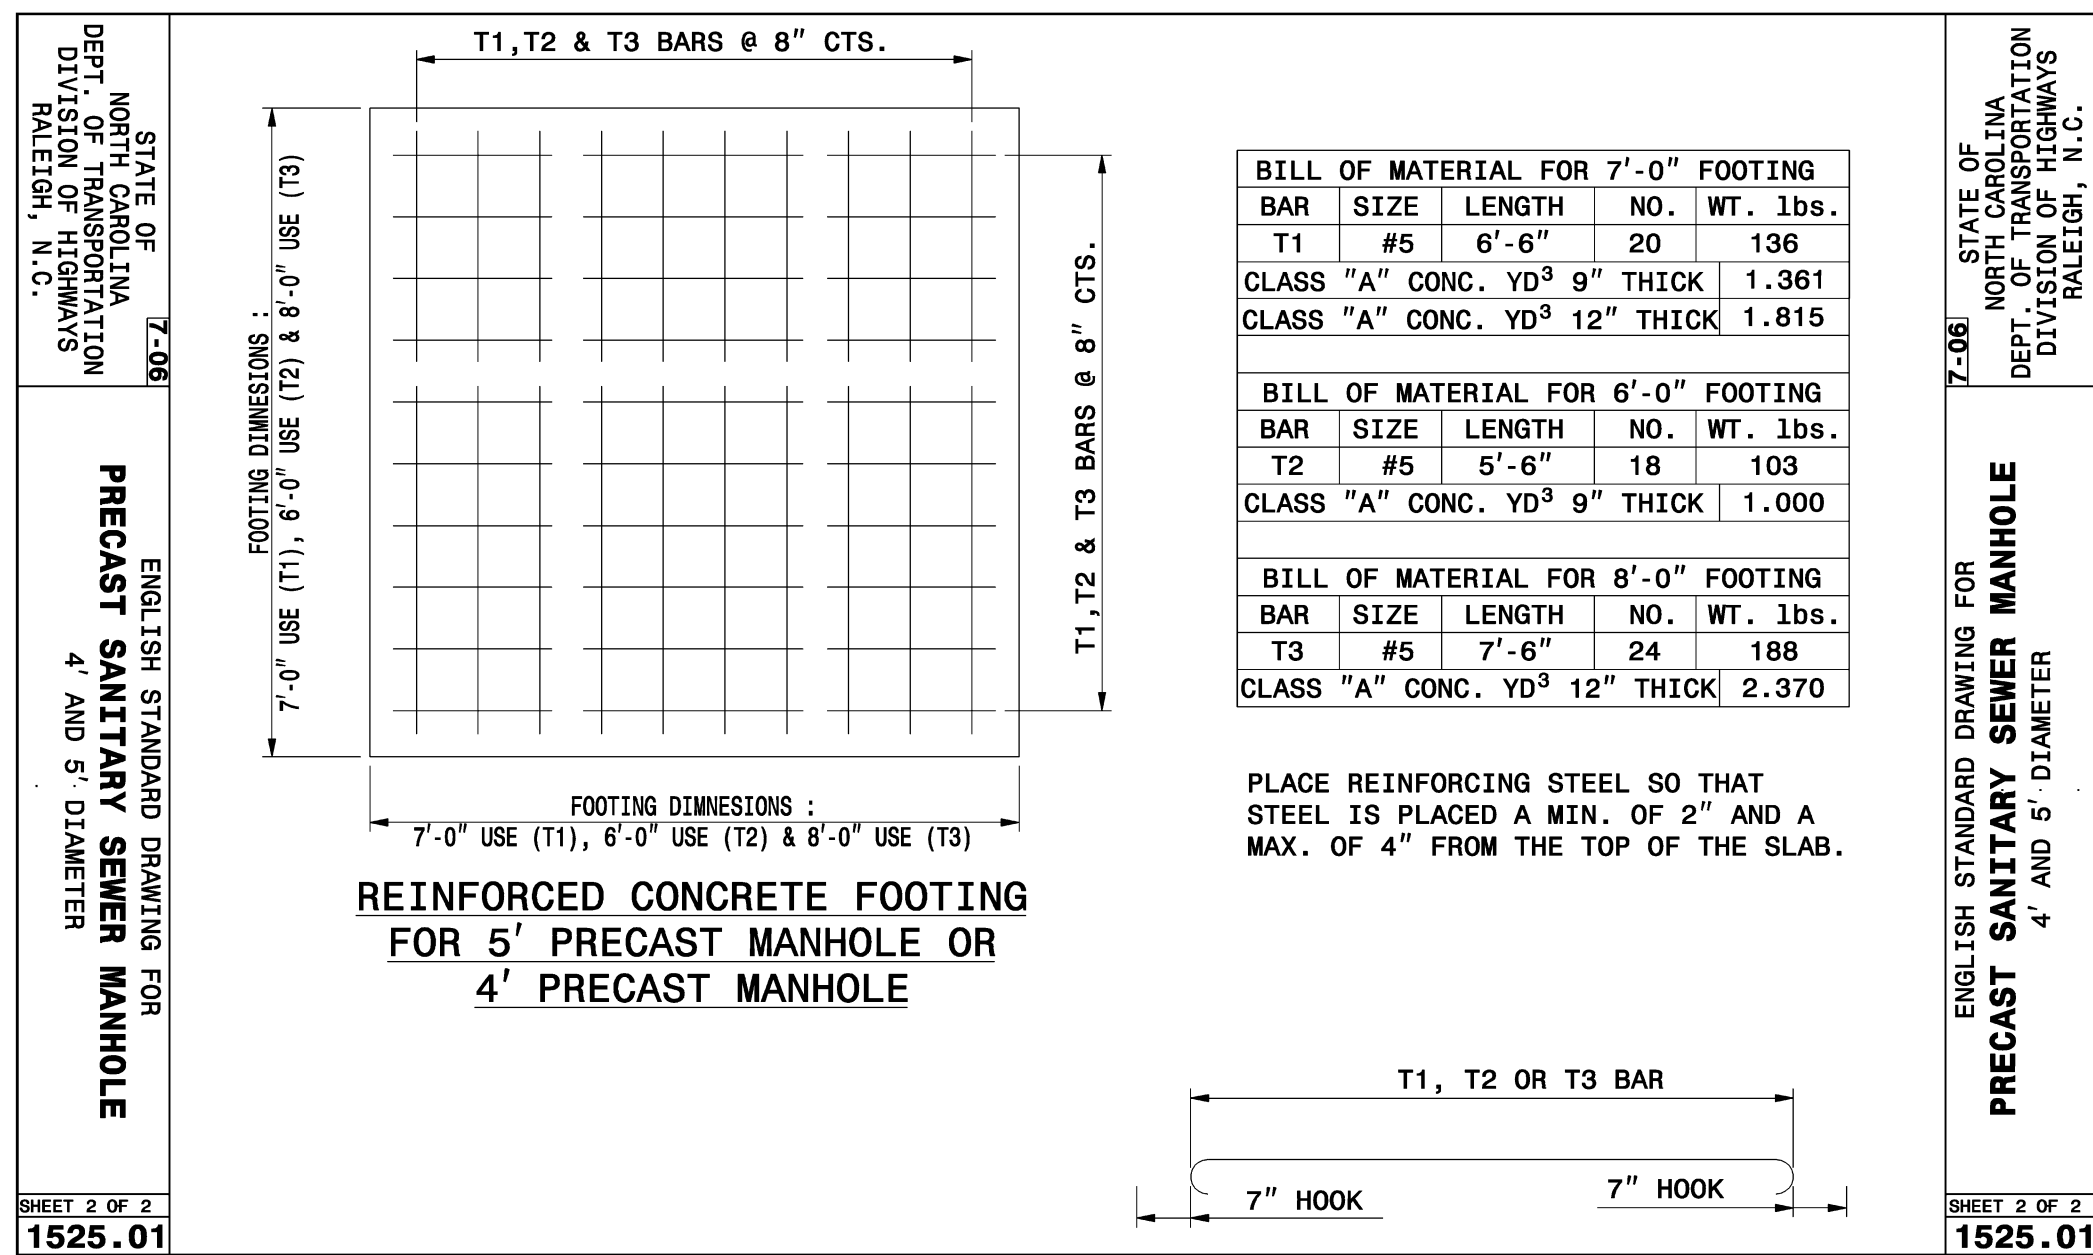 STATE OF
NORTH CAROLINA
DEPT. OF TRANSPORTATION
DIVISION OF HIGHWAYS
RALEIGH, N.C.
7-06
ENGLISH STANDARD DRAWING FOR
PRECAST SANITARY SEWER MANHOLE
4' AND 5' DIAMETER
SHEET 2 OF 2
1525.01
T1,T2 & T3 BARS @ 8" CTS.
FOOTING DIMNESIONS :
7'-0" USE (T1), 6'-0" USE (T2) & 8'-0" USE (T3)
T1,T2 & T3 BARS @ 8" CTS.
FOOTING DIMNESIONS :
7'-0" USE (T1), 6'-0" USE (T2) & 8'-0" USE (T3)
REINFORCED CONCRETE FOOTING
FOR 5' PRECAST MANHOLE OR
4' PRECAST MANHOLE
BILL OF MATERIAL FOR 7'-0" FOOTING
BAR SIZE LENGTH NO. WT. lbs.
T1 #5 6'-6" 20 136
CLASS "A" CONC. YD³ 9" THICK 1.361
CLASS "A" CONC. YD³ 12" THICK 1.815
BILL OF MATERIAL FOR 6'-0" FOOTING
BAR SIZE LENGTH NO. WT. lbs.
T2 #5 5'-6" 18 103
CLASS "A" CONC. YD³ 9" THICK 1.000
BILL OF MATERIAL FOR 8'-0" FOOTING
BAR SIZE LENGTH NO. WT. lbs.
T3 #5 7'-6" 24 188
CLASS "A" CONC. YD³ 12" THICK 2.370
PLACE REINFORCING STEEL SO THAT
STEEL IS PLACED A MIN. OF 2" AND A
MAX. OF 4" FROM THE TOP OF THE SLAB.
T1, T2 OR T3 BAR
7" HOOK
7" HOOK
STATE OF
NORTH CAROLINA
DEPT. OF TRANSPORTATION
DIVISION OF HIGHWAYS
RALEIGH, N.C.
7-06
ENGLISH STANDARD DRAWING FOR
PRECAST SANITARY SEWER MANHOLE
4' AND 5' DIAMETER
SHEET 2 OF 2
1525.01